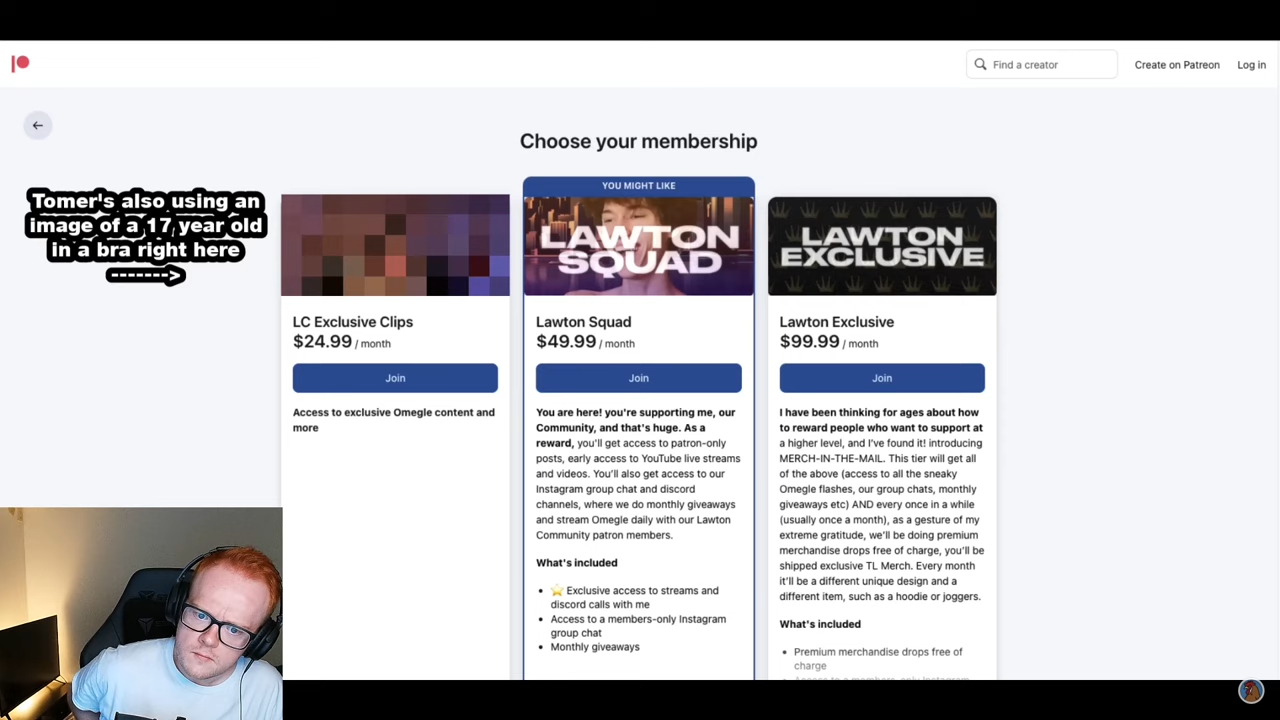 Find a creator
Create on Patreon
Log in
Choose your membership
Tomer's also using an
image of a 17 year old
in a bra right here
------->
YOU MIGHT LIKE
LAWTON
SQUAD
LAWTON
EXCLUSIVE
LC Exclusive Clips
$24.99 / month
Join
Access to exclusive Omegle content and
more
Lawton Squad
$49.99 / month
Join
You are here! you're supporting me, our
Community, and that's huge. As a
reward, you'll get access to patron-only
posts, early access to YouTube live streams
and videos. You'll also get access to our
Instagram group chat and discord
channels, where we do monthly giveaways
and stream Omegle daily with our Lawton
Community patron members.
What's included
• ⭐ Exclusive access to streams and
discord calls with me
• Access to a members-only Instagram
group chat
• Monthly giveaways
Lawton Exclusive
$99.99 / month
Join
I have been thinking for ages about how
to reward people who want to support at
a higher level, and I've found it! introducing
MERCH-IN-THE-MAIL. This tier will get all
of the above (access to all the sneaky
Omegle flashes, our group chats, monthly
giveaways etc) AND every once in a while
(usually once a month), as a gesture of my
extreme gratitude, we'll be doing premium
merchandise drops free of charge, you'll be
shipped exclusive TL Merch. Every month
it'll be a different unique design and a
different item, such as a hoodie or joggers.
What's included
• Premium merchandise drops free of
charge